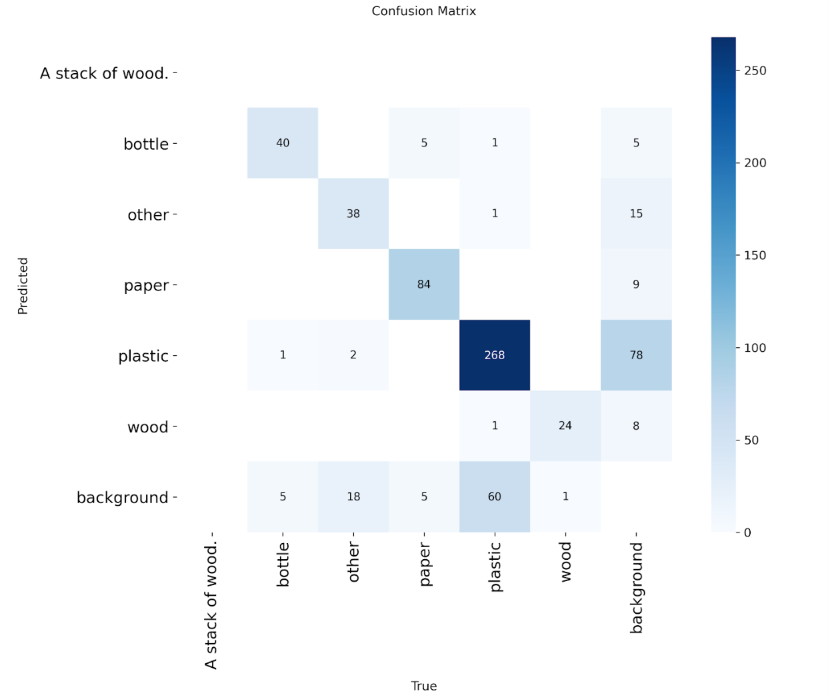 Confusion Matrix
A stack of wood.
bottle 40 5 1 5
other 38 1 15
paper 84 9
plastic 1 2 268 78
wood 1 24 8
background 5 18 5 60 1
Predicted
A stack of wood.
bottle
other
paper
plastic
wood
background
True
250
200
150
100
50
0